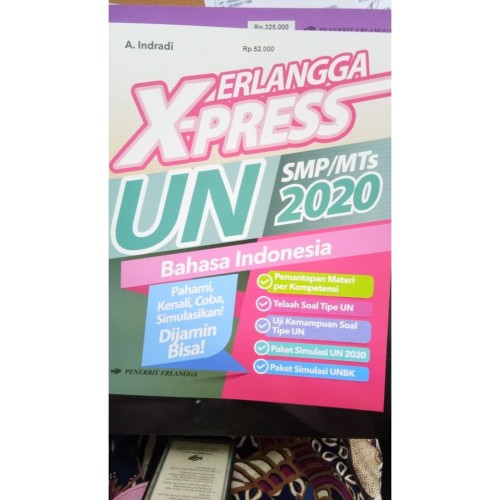 Rp.325.000
PENERBIT ERLANGGA
A. Indradi
Rp.52.000
ERLANGGA
X-PRESS
UN
SMP/MTs
2020
Bahasa Indonesia
Pahami,
Kenali, Coba,
Simulasikan!
Dijamin
Bisa!
Pemantapan Materi
per Kompetensi
Telaah Soal Tipe UN
Uji Kemampuan Soal
Tipe UN
Paket Simulasi UN 2020
Paket Simulasi UNBK
PENERBIT ERLANGGA